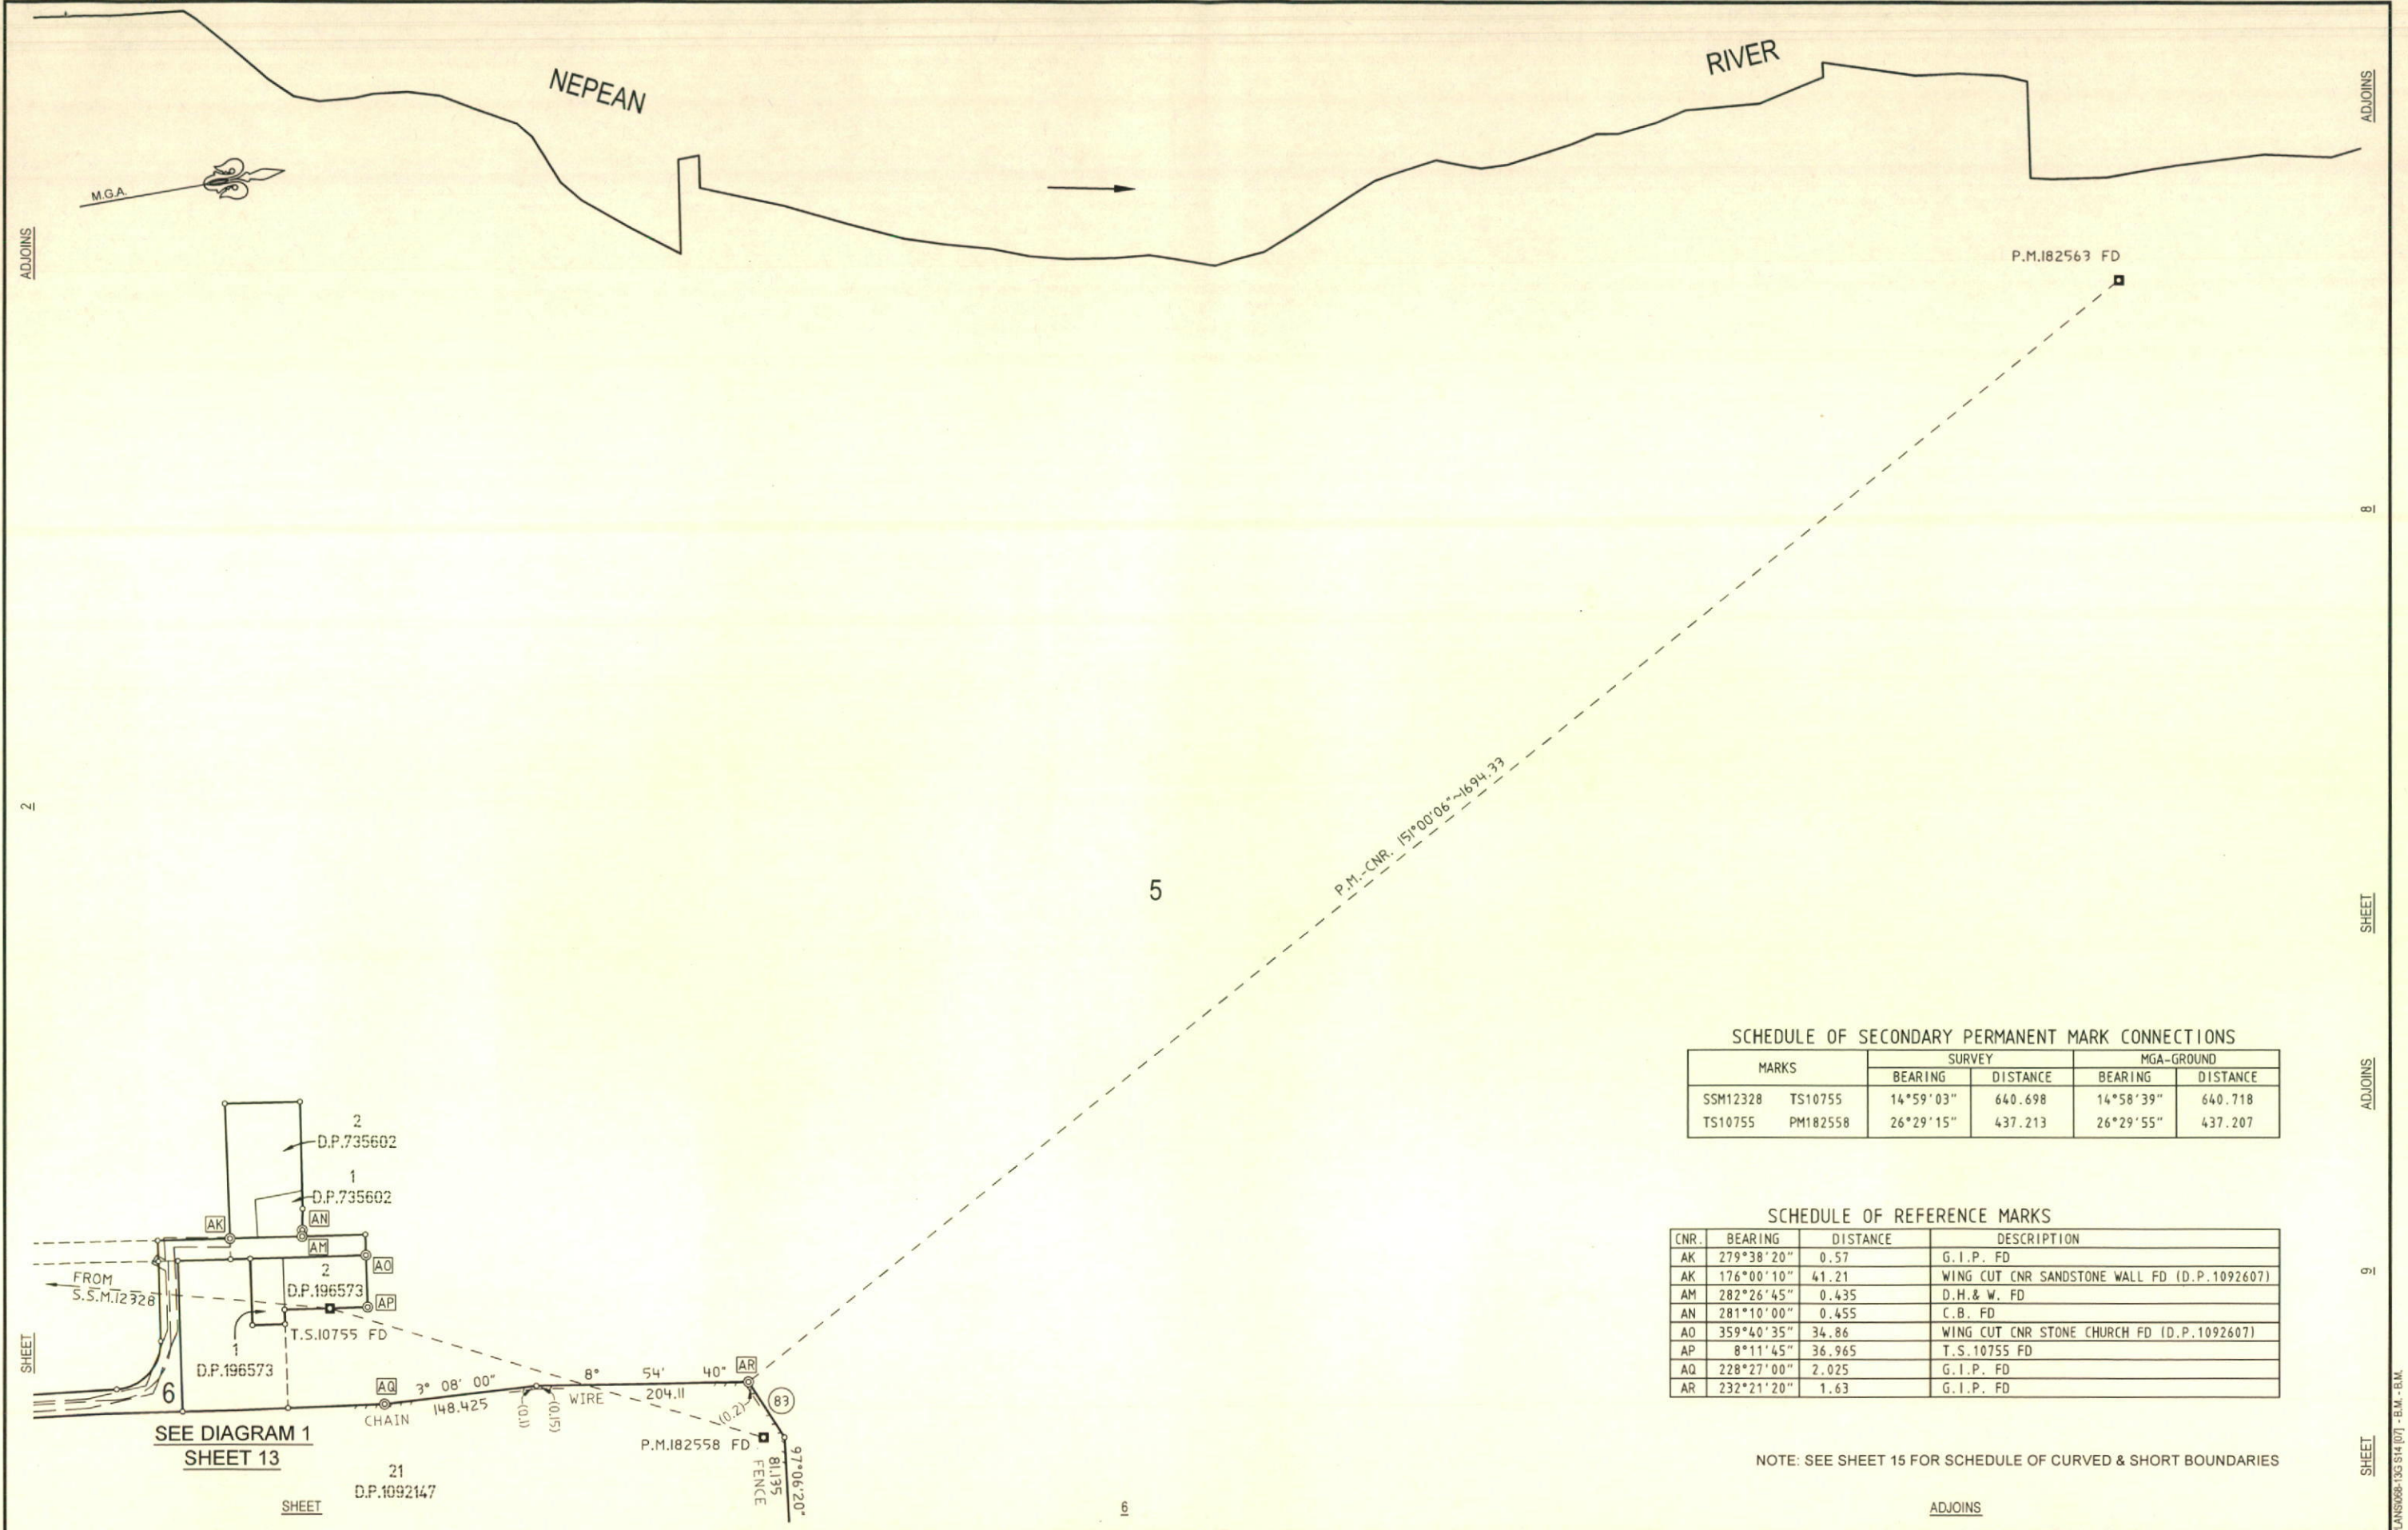 NEPEAN
RIVER
M.G.A.
ADJOINS
ADJOINS
P.M.182563 FD
8
2
P.M.-CNR. 151°00'06"~1694.33
5
SHEET
ADJOINS
9
SHEET
SCHEDULE OF SECONDARY PERMANENT MARK CONNECTIONS
MARKS SURVEY MGA-GROUND
BEARING DISTANCE BEARING DISTANCE
SSM12328 TS10755 14°59'03" 640.698 14°58'39" 640.718
TS10755 PM182558 26°29'15" 437.213 26°29'55" 437.207
SCHEDULE OF REFERENCE MARKS
CNR. BEARING DISTANCE DESCRIPTION
AK 279°38'20" 0.57 G.I.P. FD
AK 176°00'10" 41.21 WING CUT CNR SANDSTONE WALL FD (D.P.1092607)
AM 282°26'45" 0.435 D.H.& W. FD
AN 281°10'00" 0.455 C.B. FD
AO 359°40'35" 34.86 WING CUT CNR STONE CHURCH FD (D.P.1092607)
AP 8°11'45" 36.965 T.S.10755 FD
AQ 228°27'00" 2.025 G.I.P. FD
AR 232°21'20" 1.63 G.I.P. FD
NOTE: SEE SHEET 15 FOR SCHEDULE OF CURVED & SHORT BOUNDARIES
2
D.P.735602
1
D.P.735602
AK
AN
AM
AO
2
D.P.196573
AP
FROM
S.S.M.12328
T.S.10755 FD
1
D.P.196573
SHEET
6
AQ
3° 08' 00"
148.425
CHAIN
8° 54' 40"
204.11
WIRE
(0.1)
(0.15)
AR
83
(0.2)
P.M.182558 FD
97°06'20"
81.135
FENCE
SEE DIAGRAM 1
SHEET 13
21
D.P.1092147
SHEET
6
ADJOINS